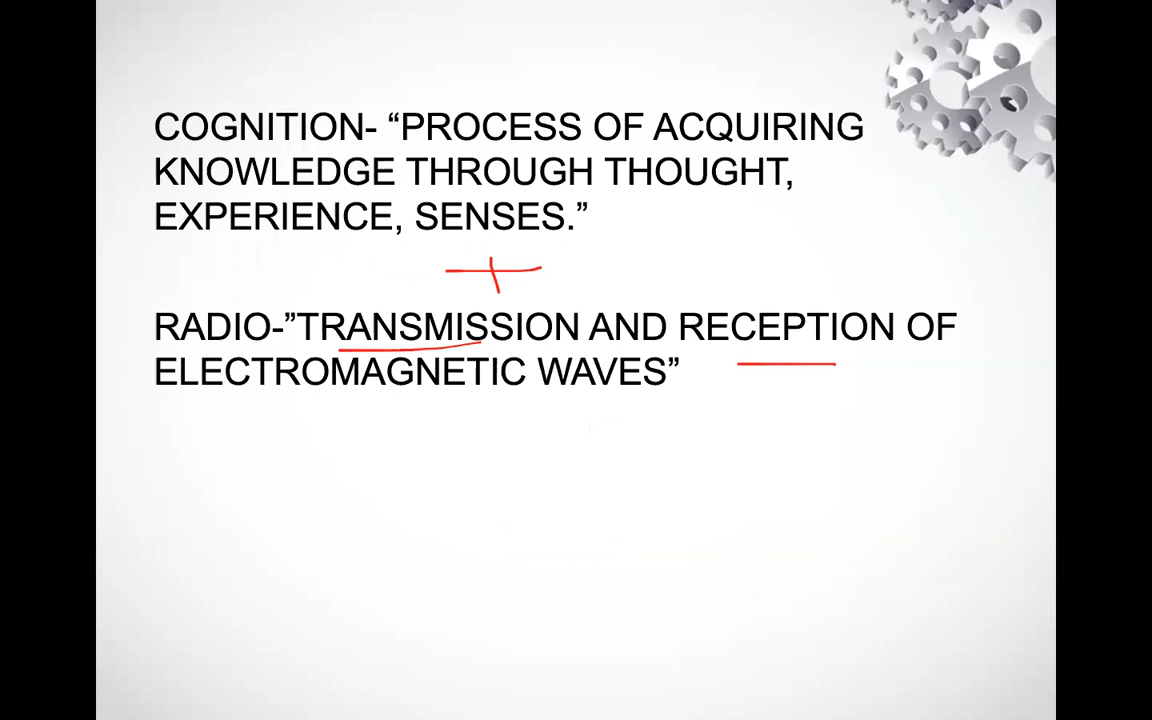 COGNITION- “PROCESS OF ACQUIRING
KNOWLEDGE THROUGH THOUGHT,
EXPERIENCE, SENSES.”
+
RADIO-”TRANSMISSION AND RECEPTION OF
ELECTROMAGNETIC WAVES”